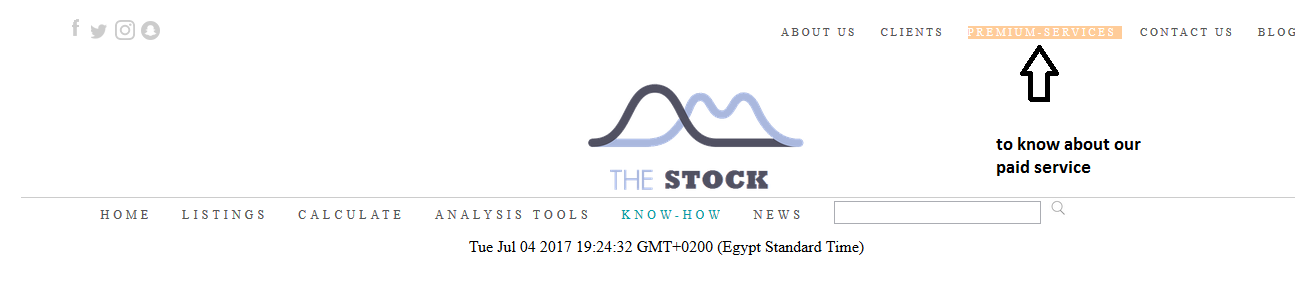 ABOUT US CLIENTS PREMIUM-SERVICES CONTACT US BLOG
to know about our
paid service
THE STOCK
HOME LISTINGS CALCULATE ANALYSIS TOOLS KNOW-HOW NEWS
Tue Jul 04 2017 19:24:32 GMT+0200 (Egypt Standard Time)